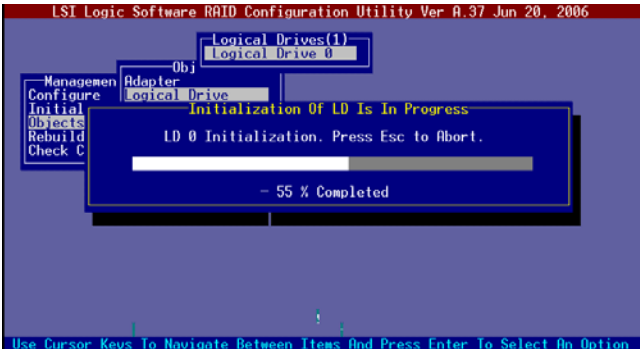 LSI Logic Software RAID Configuration Utility Ver A.37 Jun 20, 2006
Logical Drives(1)
Logical Drive 0
Obj
Managemen
Adapter
Configure
Logical Drive
Initial
Initialization Of LD Is In Progress
Objects
Rebuild
LD 0 Initialization. Press Esc to Abort.
Check C
- 55 % Completed
Use Cursor Keys To Navigate Between Items And Press Enter To Select An Option